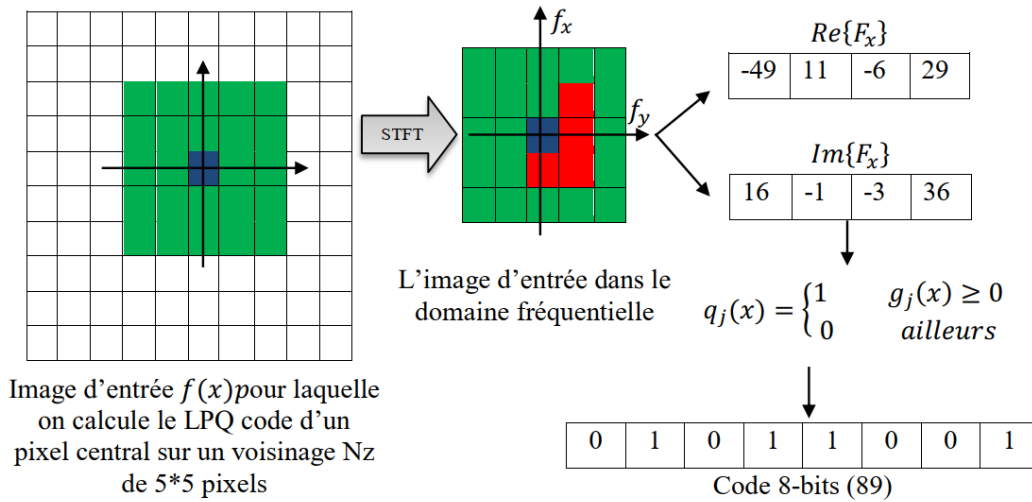 Image d'entrée f(x)pour laquelle
on calcule le LPQ code d'un
pixel central sur un voisinage Nz
de 5*5 pixels
STFT
f_x
f_y
L'image d'entrée dans le
domaine fréquentielle
Re{F_x}
-49 11 -6 29
Im{F_x}
16 -1 -3 36
q_j(x) = {1 g_j(x) ≥ 0
0 ailleurs
0 1 0 1 1 0 0 1
Code 8-bits (89)